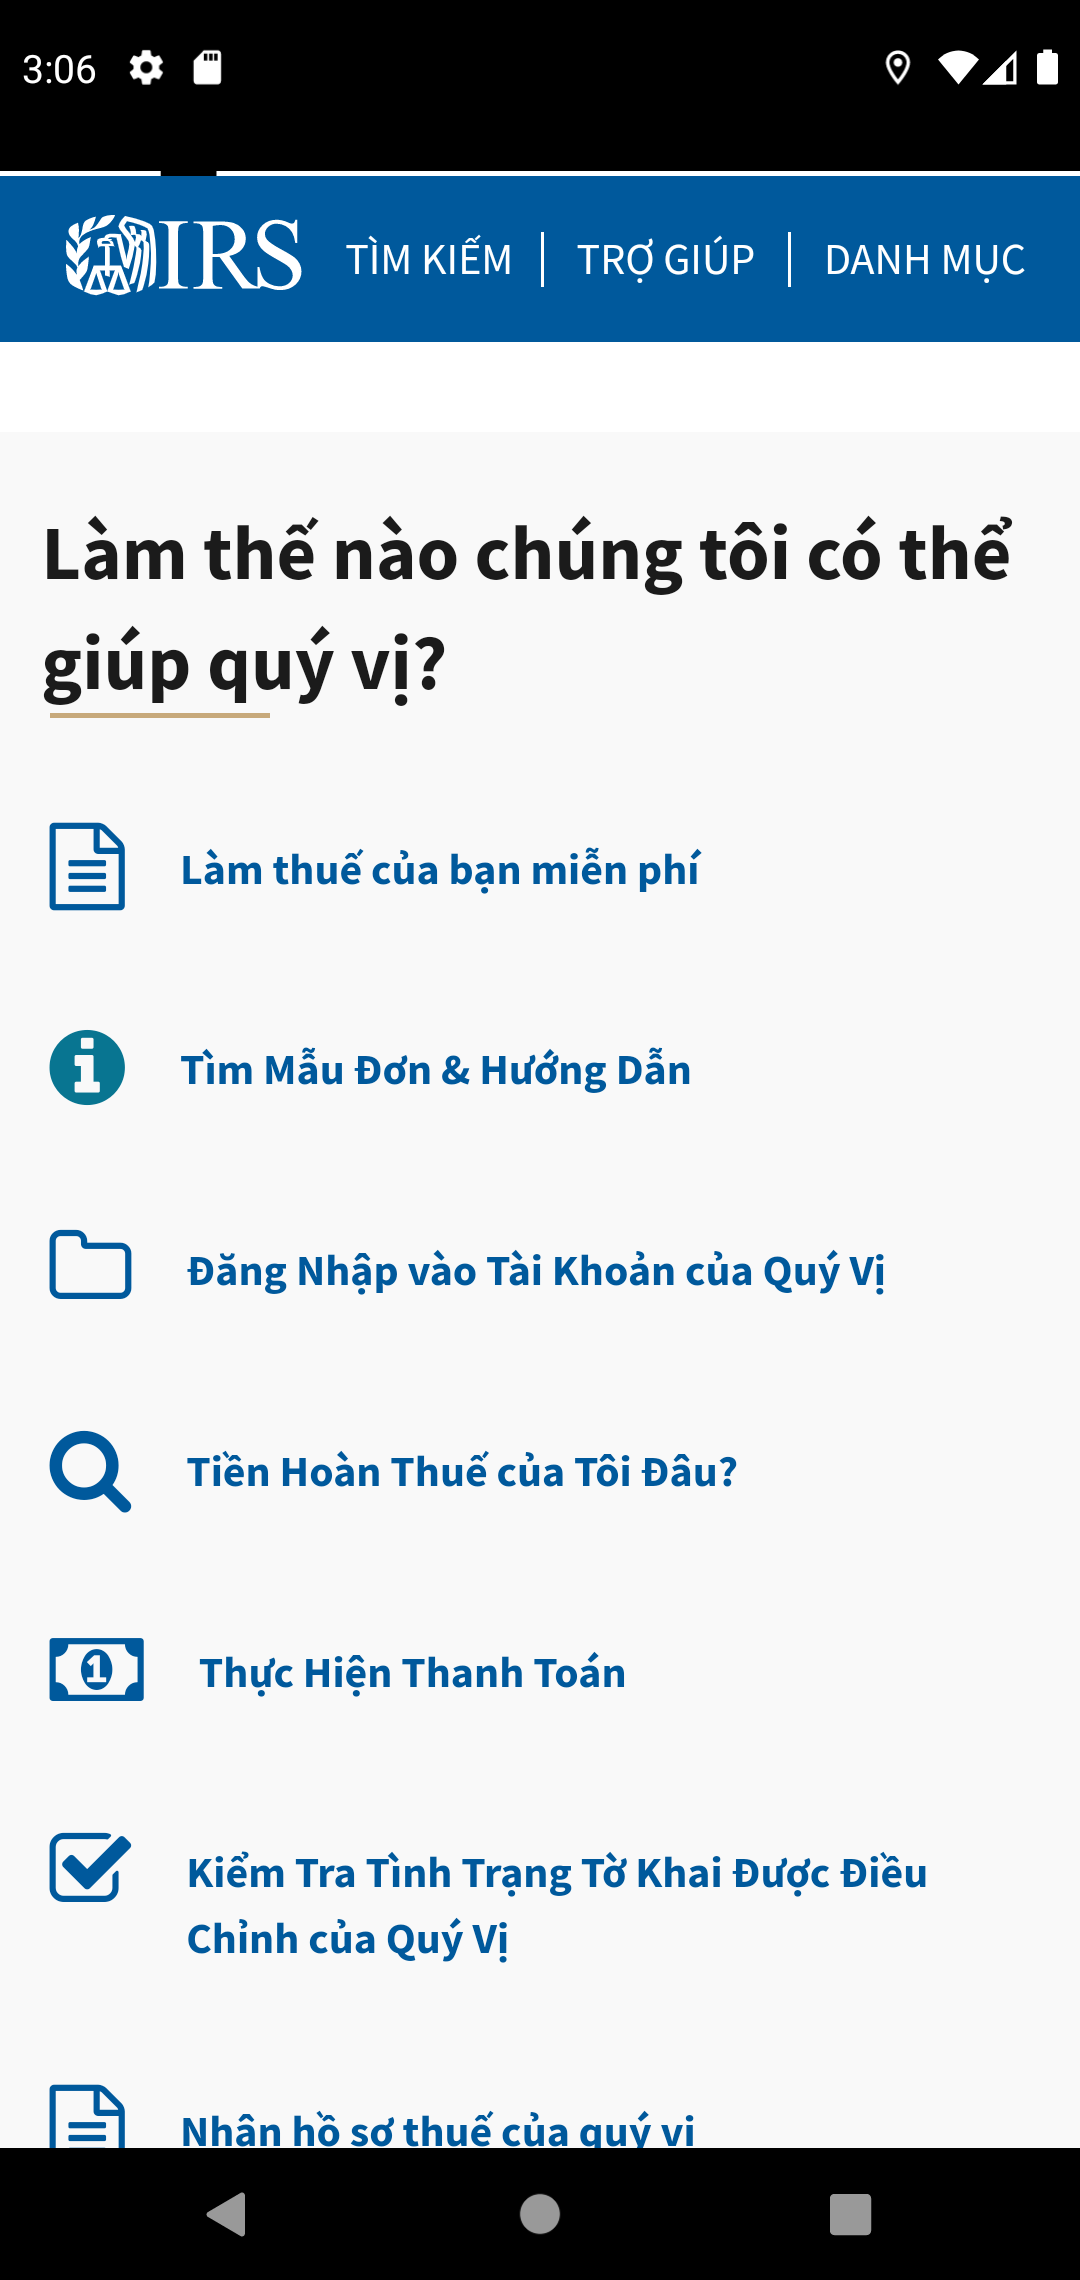 3:06
IRS TÌM KIẾM TRỢ GIÚP DANH MỤC
Làm thế nào chúng tôi có thể
giúp quý vị?
Làm thuế của bạn miễn phí
Tìm Mẫu Đơn & Hướng Dẫn
Đăng Nhập vào Tài Khoản của Quý Vị
Tiền Hoàn Thuế của Tôi Đâu?
1 Thực Hiện Thanh Toán
Kiểm Tra Tình Trạng Tờ Khai Được Điều
Chỉnh của Quý Vị
Nhận hồ sơ thuế của quý vị